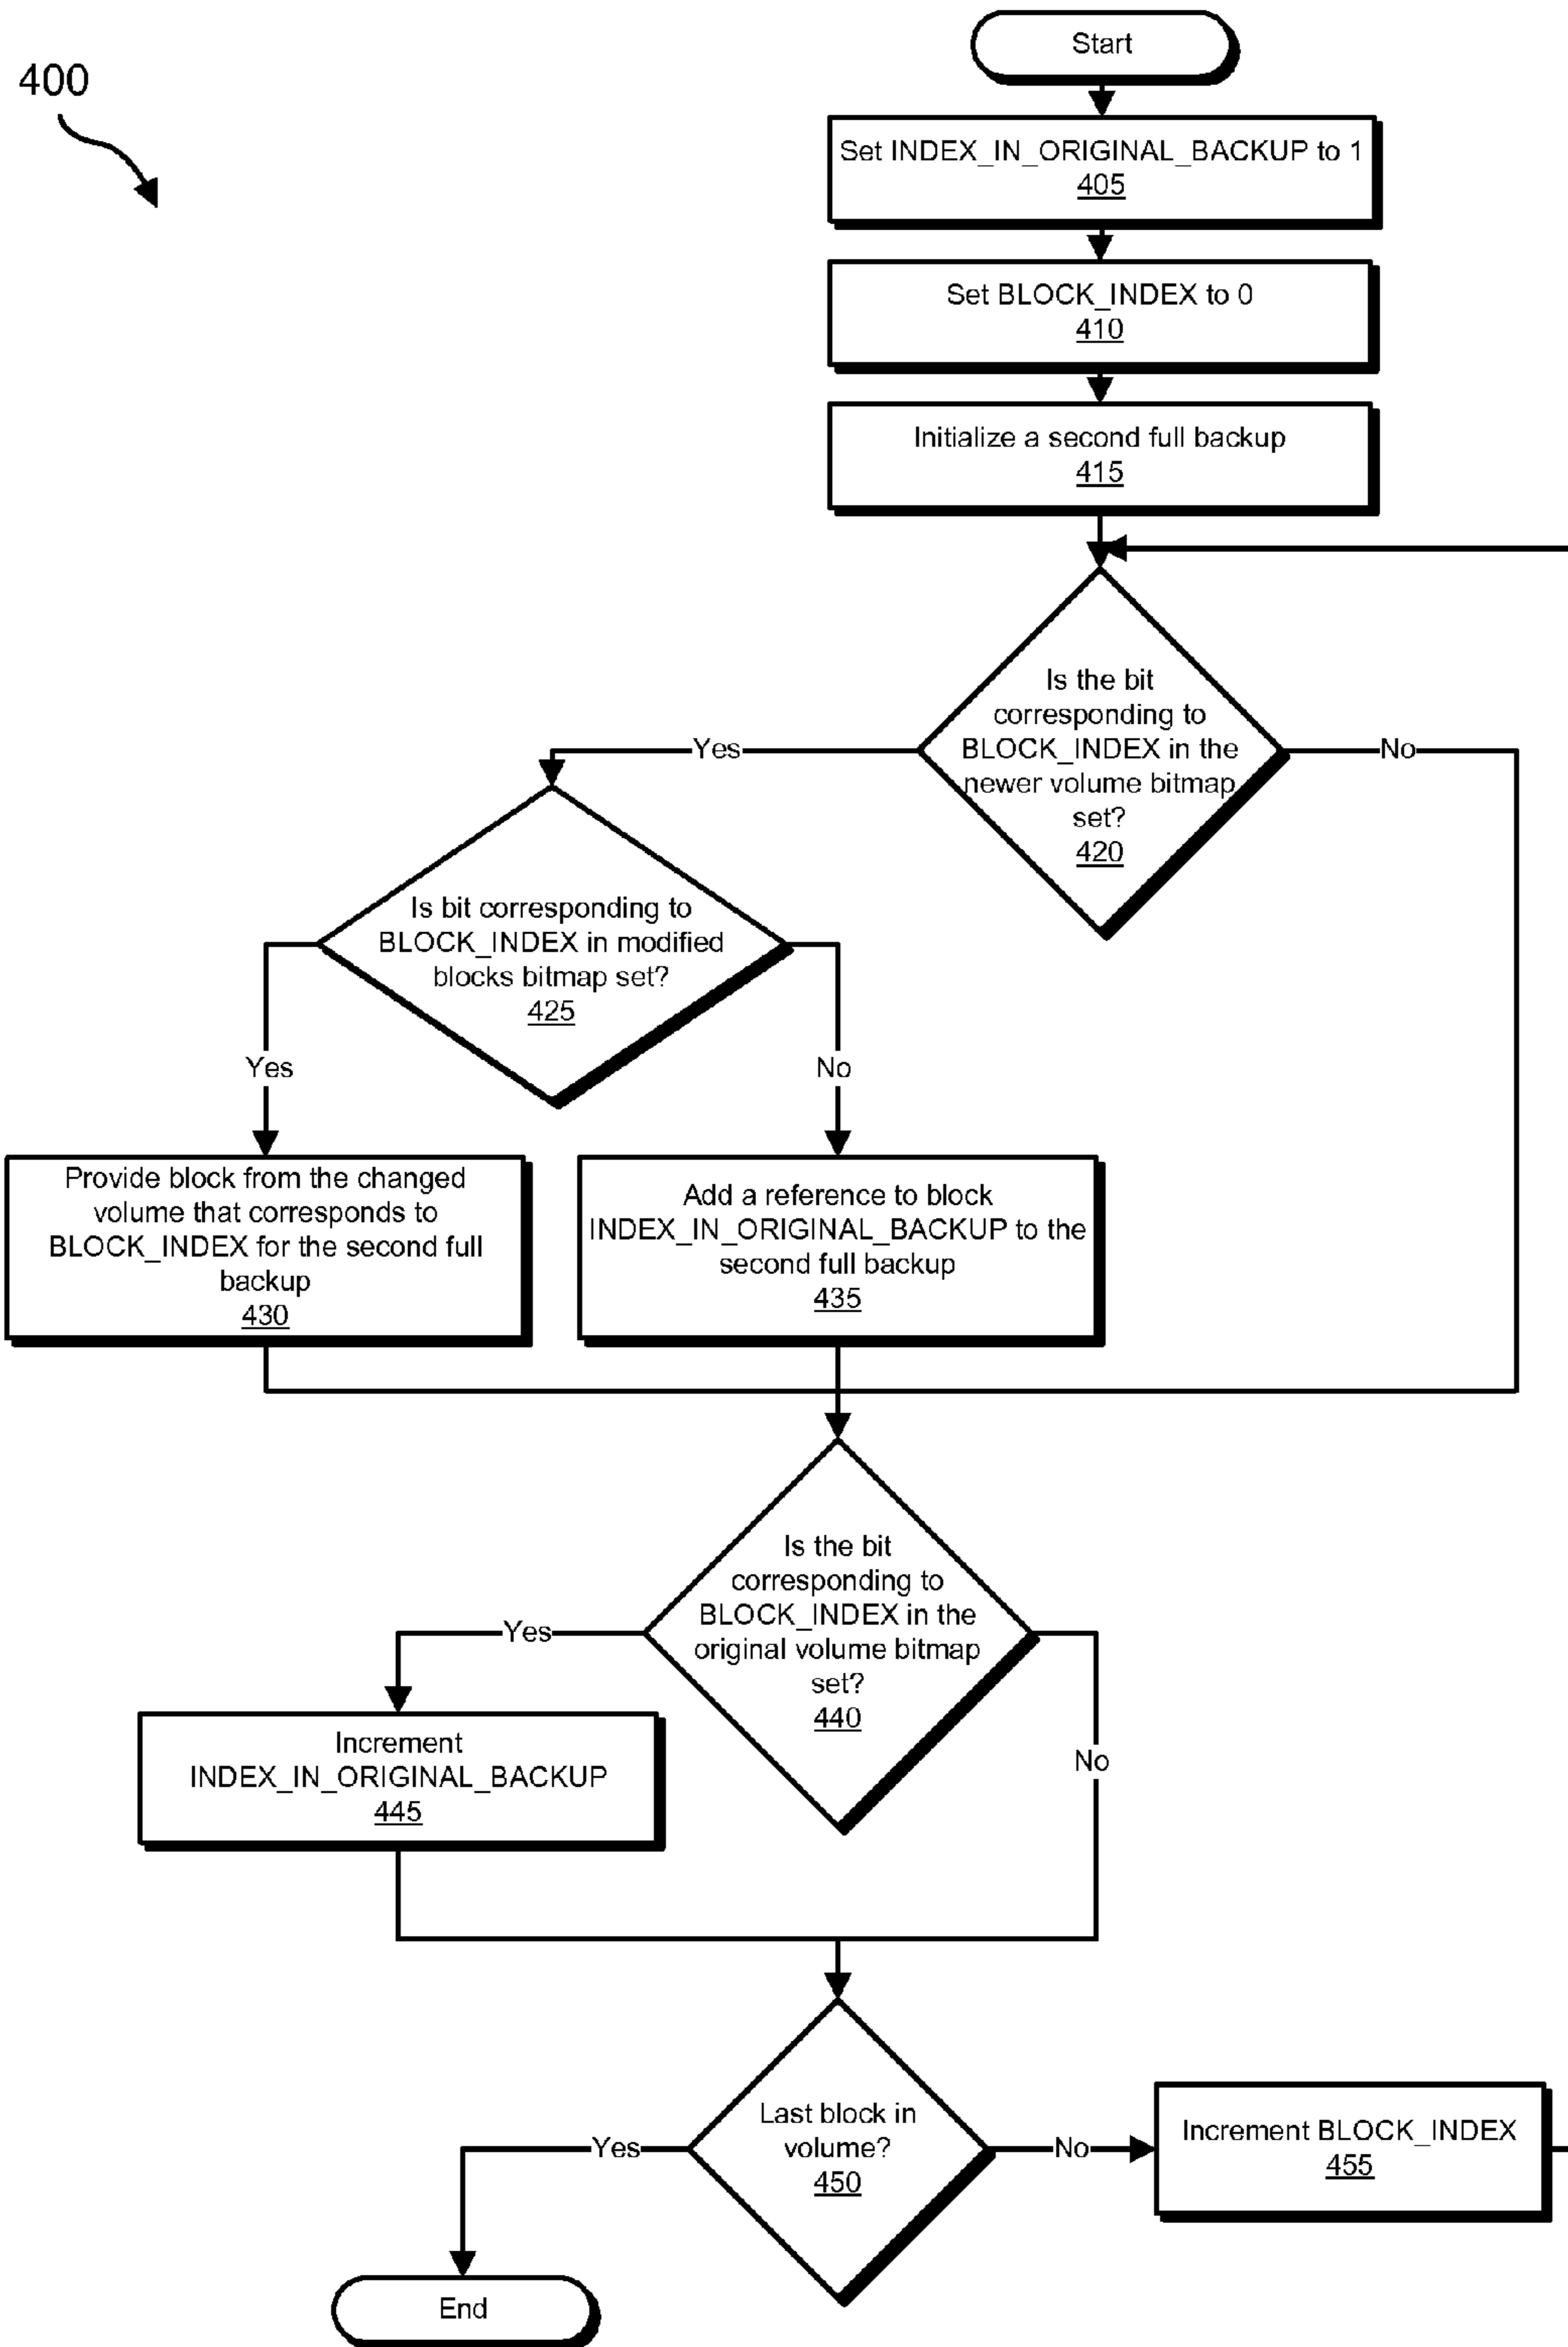 400
Start
Set INDEX_IN_ORIGINAL_BACKUP to 1
405
Set BLOCK_INDEX to 0
410
Initialize a second full backup
415
Is the bit
corresponding to
BLOCK_INDEX in the
newer volume bitmap
set?
420
Yes
No
Is bit corresponding to
BLOCK_INDEX in modified
blocks bitmap set?
425
Yes
No
Provide block from the changed
volume that corresponds to
BLOCK_INDEX for the second full
backup
430
Add a reference to block
INDEX_IN_ORIGINAL_BACKUP to the
second full backup
435
Is the bit
corresponding to
BLOCK_INDEX in the
original volume bitmap
set?
440
Yes
No
Increment
INDEX_IN_ORIGINAL_BACKUP
445
Last block in
volume?
450
Yes
No
Increment BLOCK_INDEX
455
End